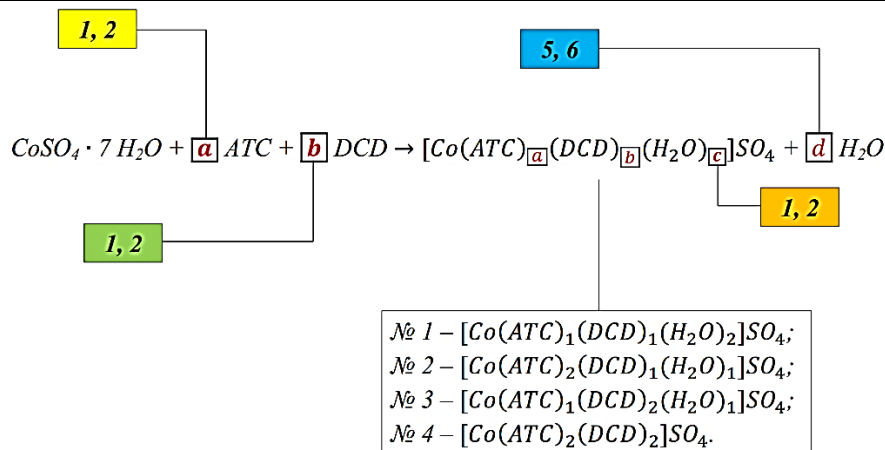 1, 2
5, 6
CoSO₄ · 7 H₂O + a ATC + b DCD → [Co(ATC)a(DCD)b(H₂O)c]SO₄ + d H₂O
1, 2
1, 2
№ 1 – [Co(ATC)₁(DCD)₁(H₂O)₂]SO₄;
№ 2 – [Co(ATC)₂(DCD)₁(H₂O)₁]SO₄;
№ 3 – [Co(ATC)₁(DCD)₂(H₂O)₁]SO₄;
№ 4 – [Co(ATC)₂(DCD)₂]SO₄.